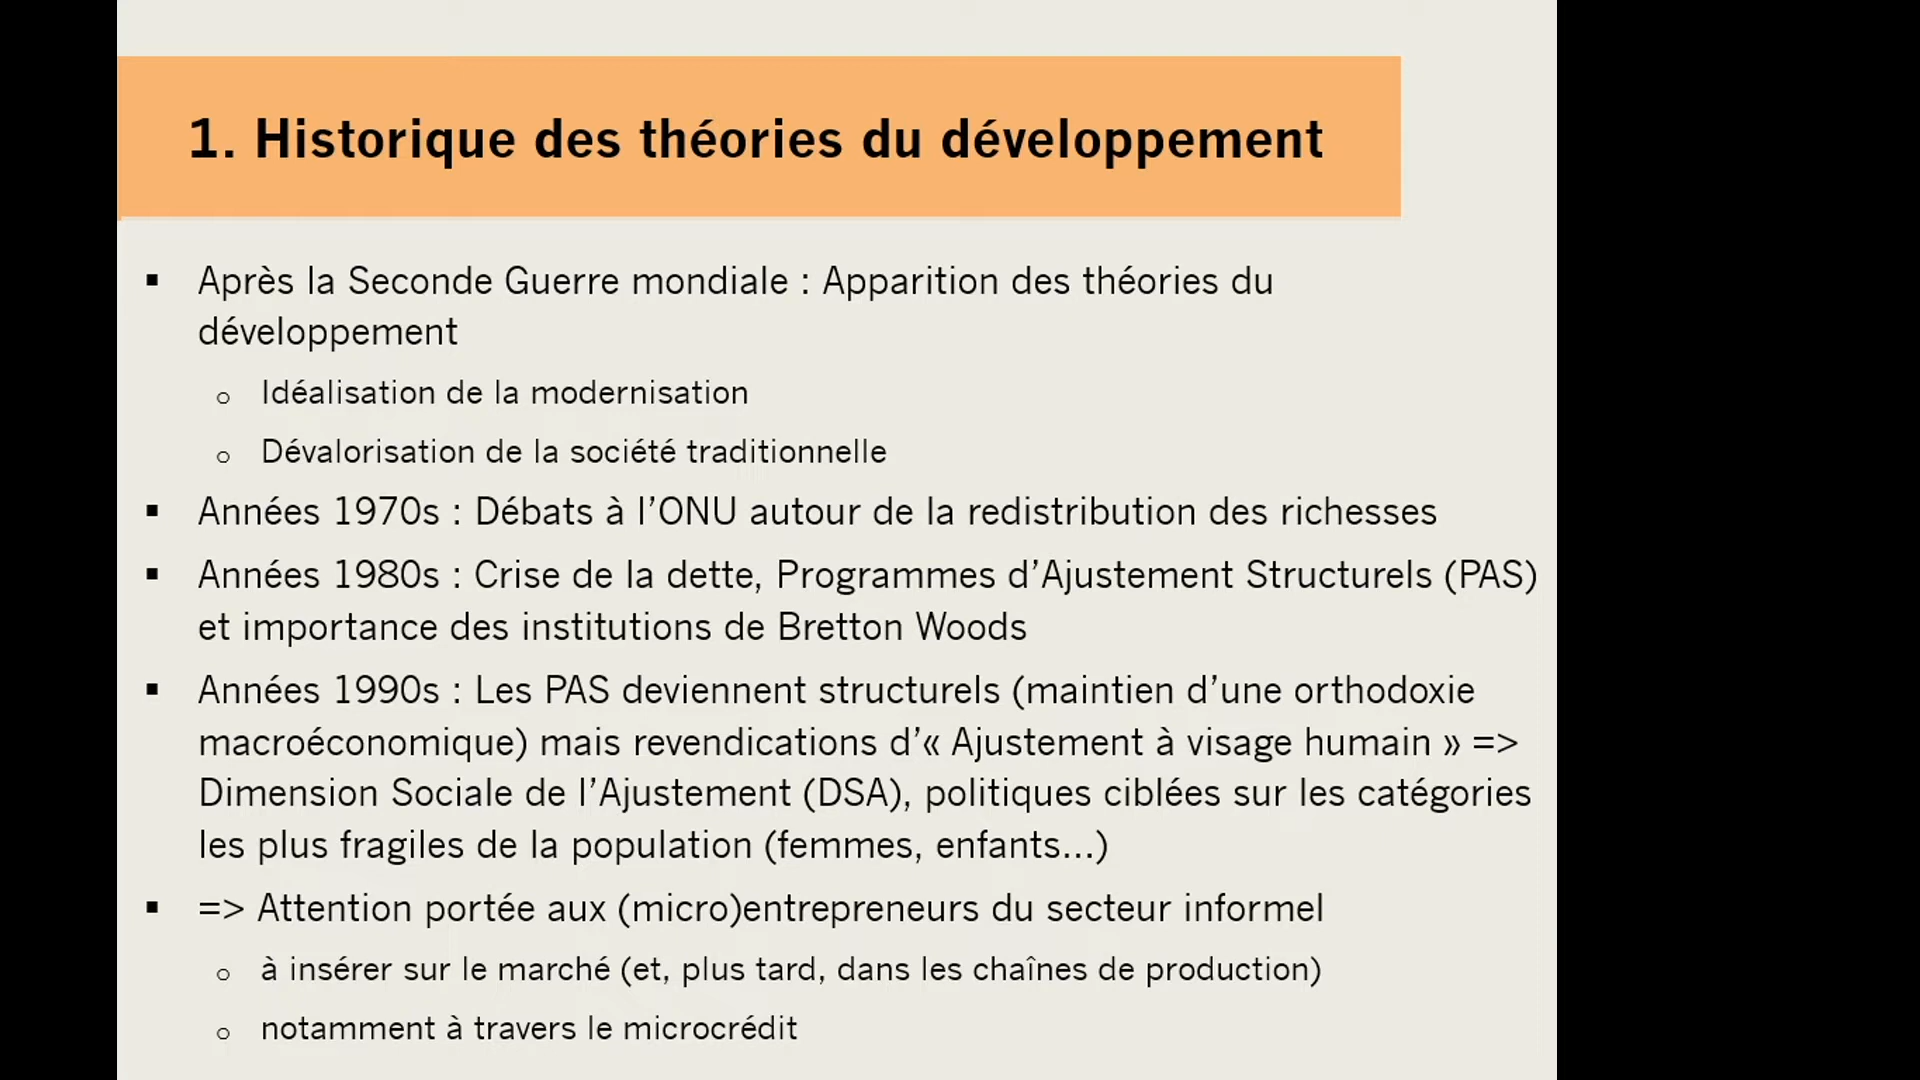 1. Historique des théories du développement
▪ Après la Seconde Guerre mondiale : Apparition des théories du
développement
o Idéalisation de la modernisation
o Dévalorisation de la société traditionnelle
▪ Années 1970s : Débats à l’ONU autour de la redistribution des richesses
▪ Années 1980s : Crise de la dette, Programmes d’Ajustement Structurels (PAS)
et importance des institutions de Bretton Woods
▪ Années 1990s : Les PAS deviennent structurels (maintien d’une orthodoxie
macroéconomique) mais revendications d’« Ajustement à visage humain » =>
Dimension Sociale de l’Ajustement (DSA), politiques ciblées sur les catégories
les plus fragiles de la population (femmes, enfants...)
▪ => Attention portée aux (micro)entrepreneurs du secteur informel
o à insérer sur le marché (et, plus tard, dans les chaînes de production)
o notamment à travers le microcrédit